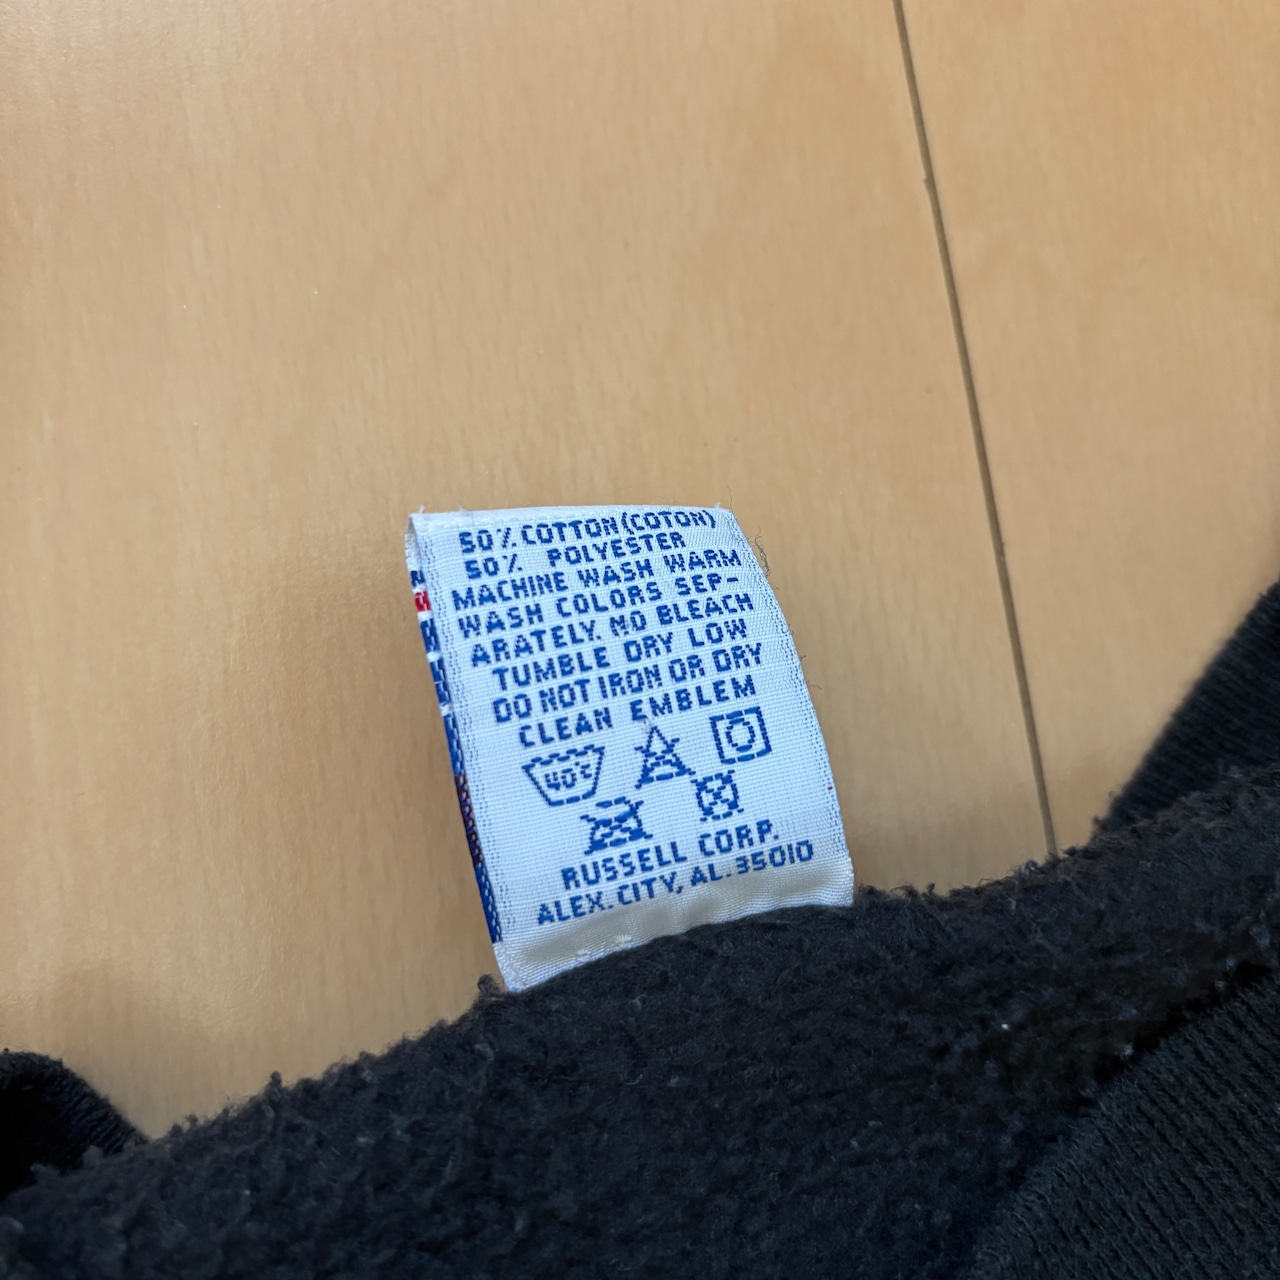 50% COTTON (COTON)
50% POLYESTER
MACHINE WASH WARM
WASH COLORS SEP-
ARATELY. NO BLEACH
TUMBLE DRY LOW
DO NOT IRON OR DRY
CLEAN EMBLEM
40°C
RUSSELL CORP.
ALEX. CITY, AL. 35010